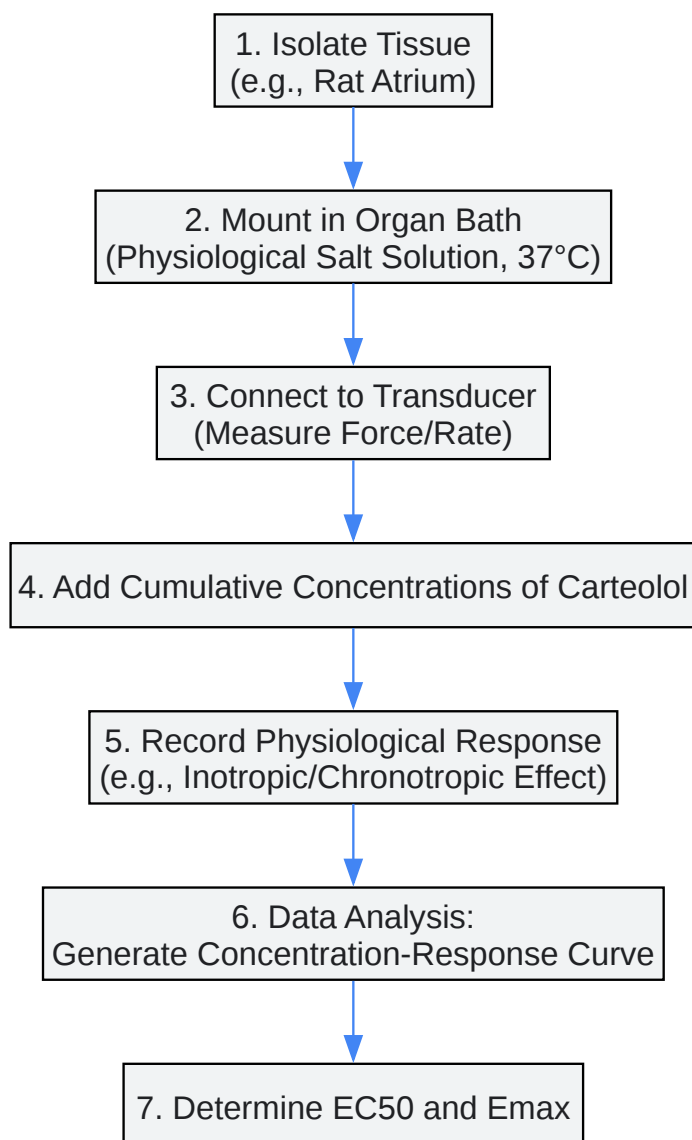 1. Isolate Tissue
(e.g., Rat Atrium)
2. Mount in Organ Bath
(Physiological Salt Solution, 37°C)
3. Connect to Transducer
(Measure Force/Rate)
4. Add Cumulative Concentrations of Carteolol
5. Record Physiological Response
(e.g., Inotropic/Chronotropic Effect)
6. Data Analysis:
Generate Concentration-Response Curve
7. Determine EC50 and Emax